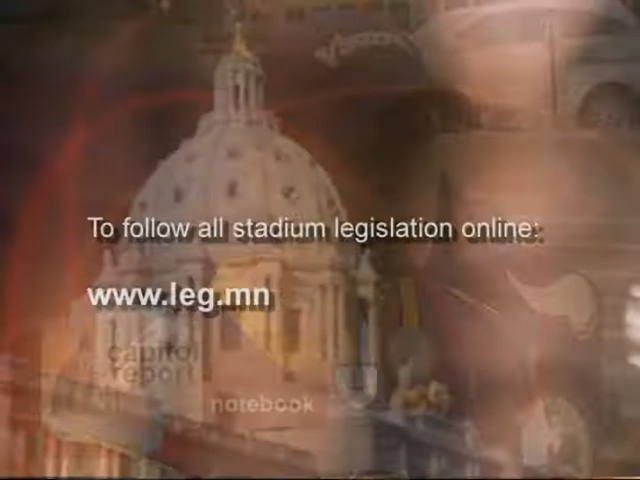 To follow all stadium legislation online:
www.leg.mn
capitol
report
notebook